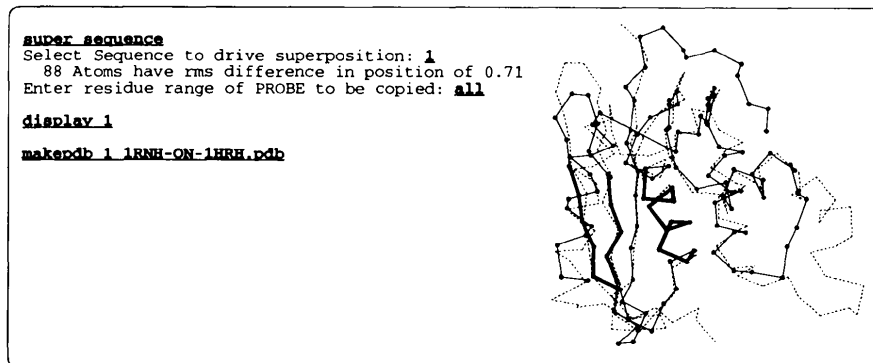 super sequence
Select Sequence to drive superposition: 1
88 Atoms have rms difference in position of 0.71
Enter residue range of PROBE to be copied: all
display 1
makepdb 1 1RNH-ON-1HRH.pdb